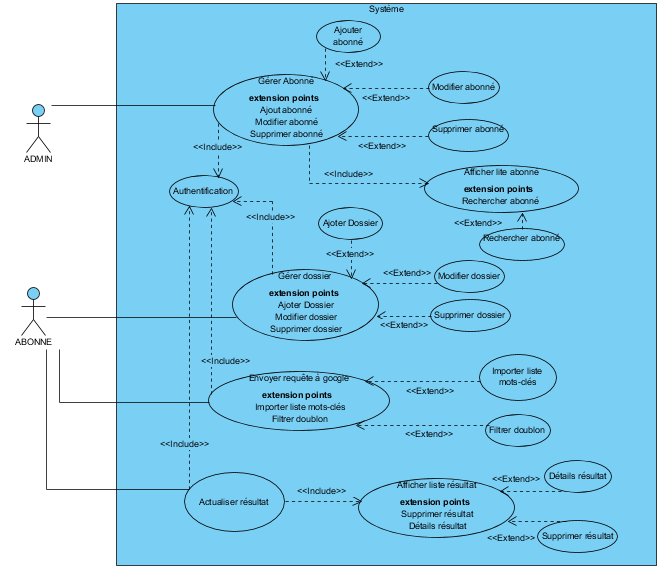 Système
Ajouter
abonné
<<Extend>>
Gérer Abonné
extension points
Ajout abonné
Modifier abonné
Supprimer abonné
<<Extend>>
Modifier abonné
<<Extend>>
Supprimer abonné
ADMIN
<<Include>>
<<Include>>
Afficher lite abonné
extension points
Rechercher abonné
<<Extend>>
Rechercher abonné
Authentification
<<Include>>
Ajoter Dossier
<<Extend>>
Gérer dossier
extension points
Ajoter Dossier
Modifier dossier
Supprimer dossier
<<Extend>>
Modifier dossier
<<Extend>>
Supprimer dossier
ABONNE
<<Include>>
Envoyer requête à google
extension points
Importer liste mots-clés
Filtrer doublon
<<Extend>>
Importer liste
mots-clés
<<Extend>>
Filtrer doublon
<<Include>>
Actualiser résultat
<<Include>>
Afficher liste résultat
extension points
Supprimer résultat
Détails résultat
<<Extend>>
Détails résultat
<<Extend>>
Supprimer résultat